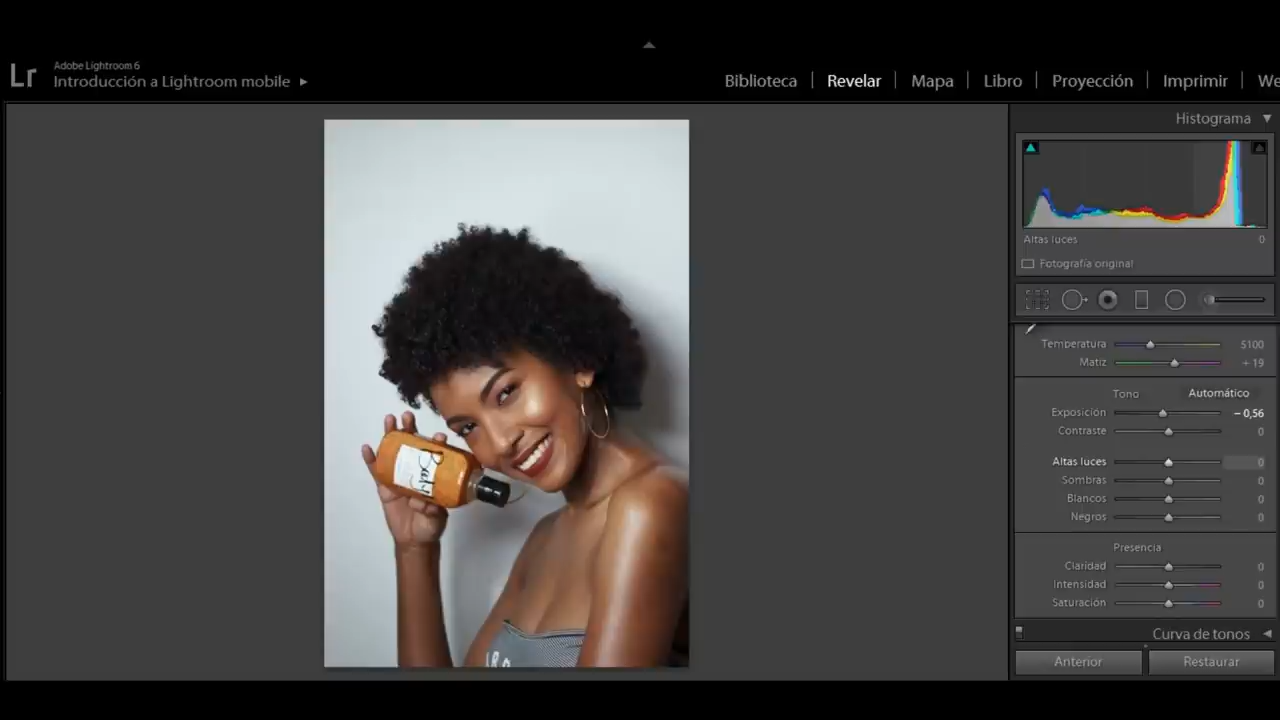 Lr
Adobe Lightroom 6
Introducción a Lightroom mobile
Biblioteca | Revelar | Mapa | Libro | Proyección | Imprimir | We
Histograma
Altas luces 0
Fotografía original
Temperatura 5100
Matiz + 19
Tono Automático
Exposición – 0,56
Contraste 0
Altas luces 0
Sombras 0
Blancos 0
Negros 0
Presencia
Claridad 0
Intensidad 0
Saturación 0
Curva de tonos
Anterior Restaurar